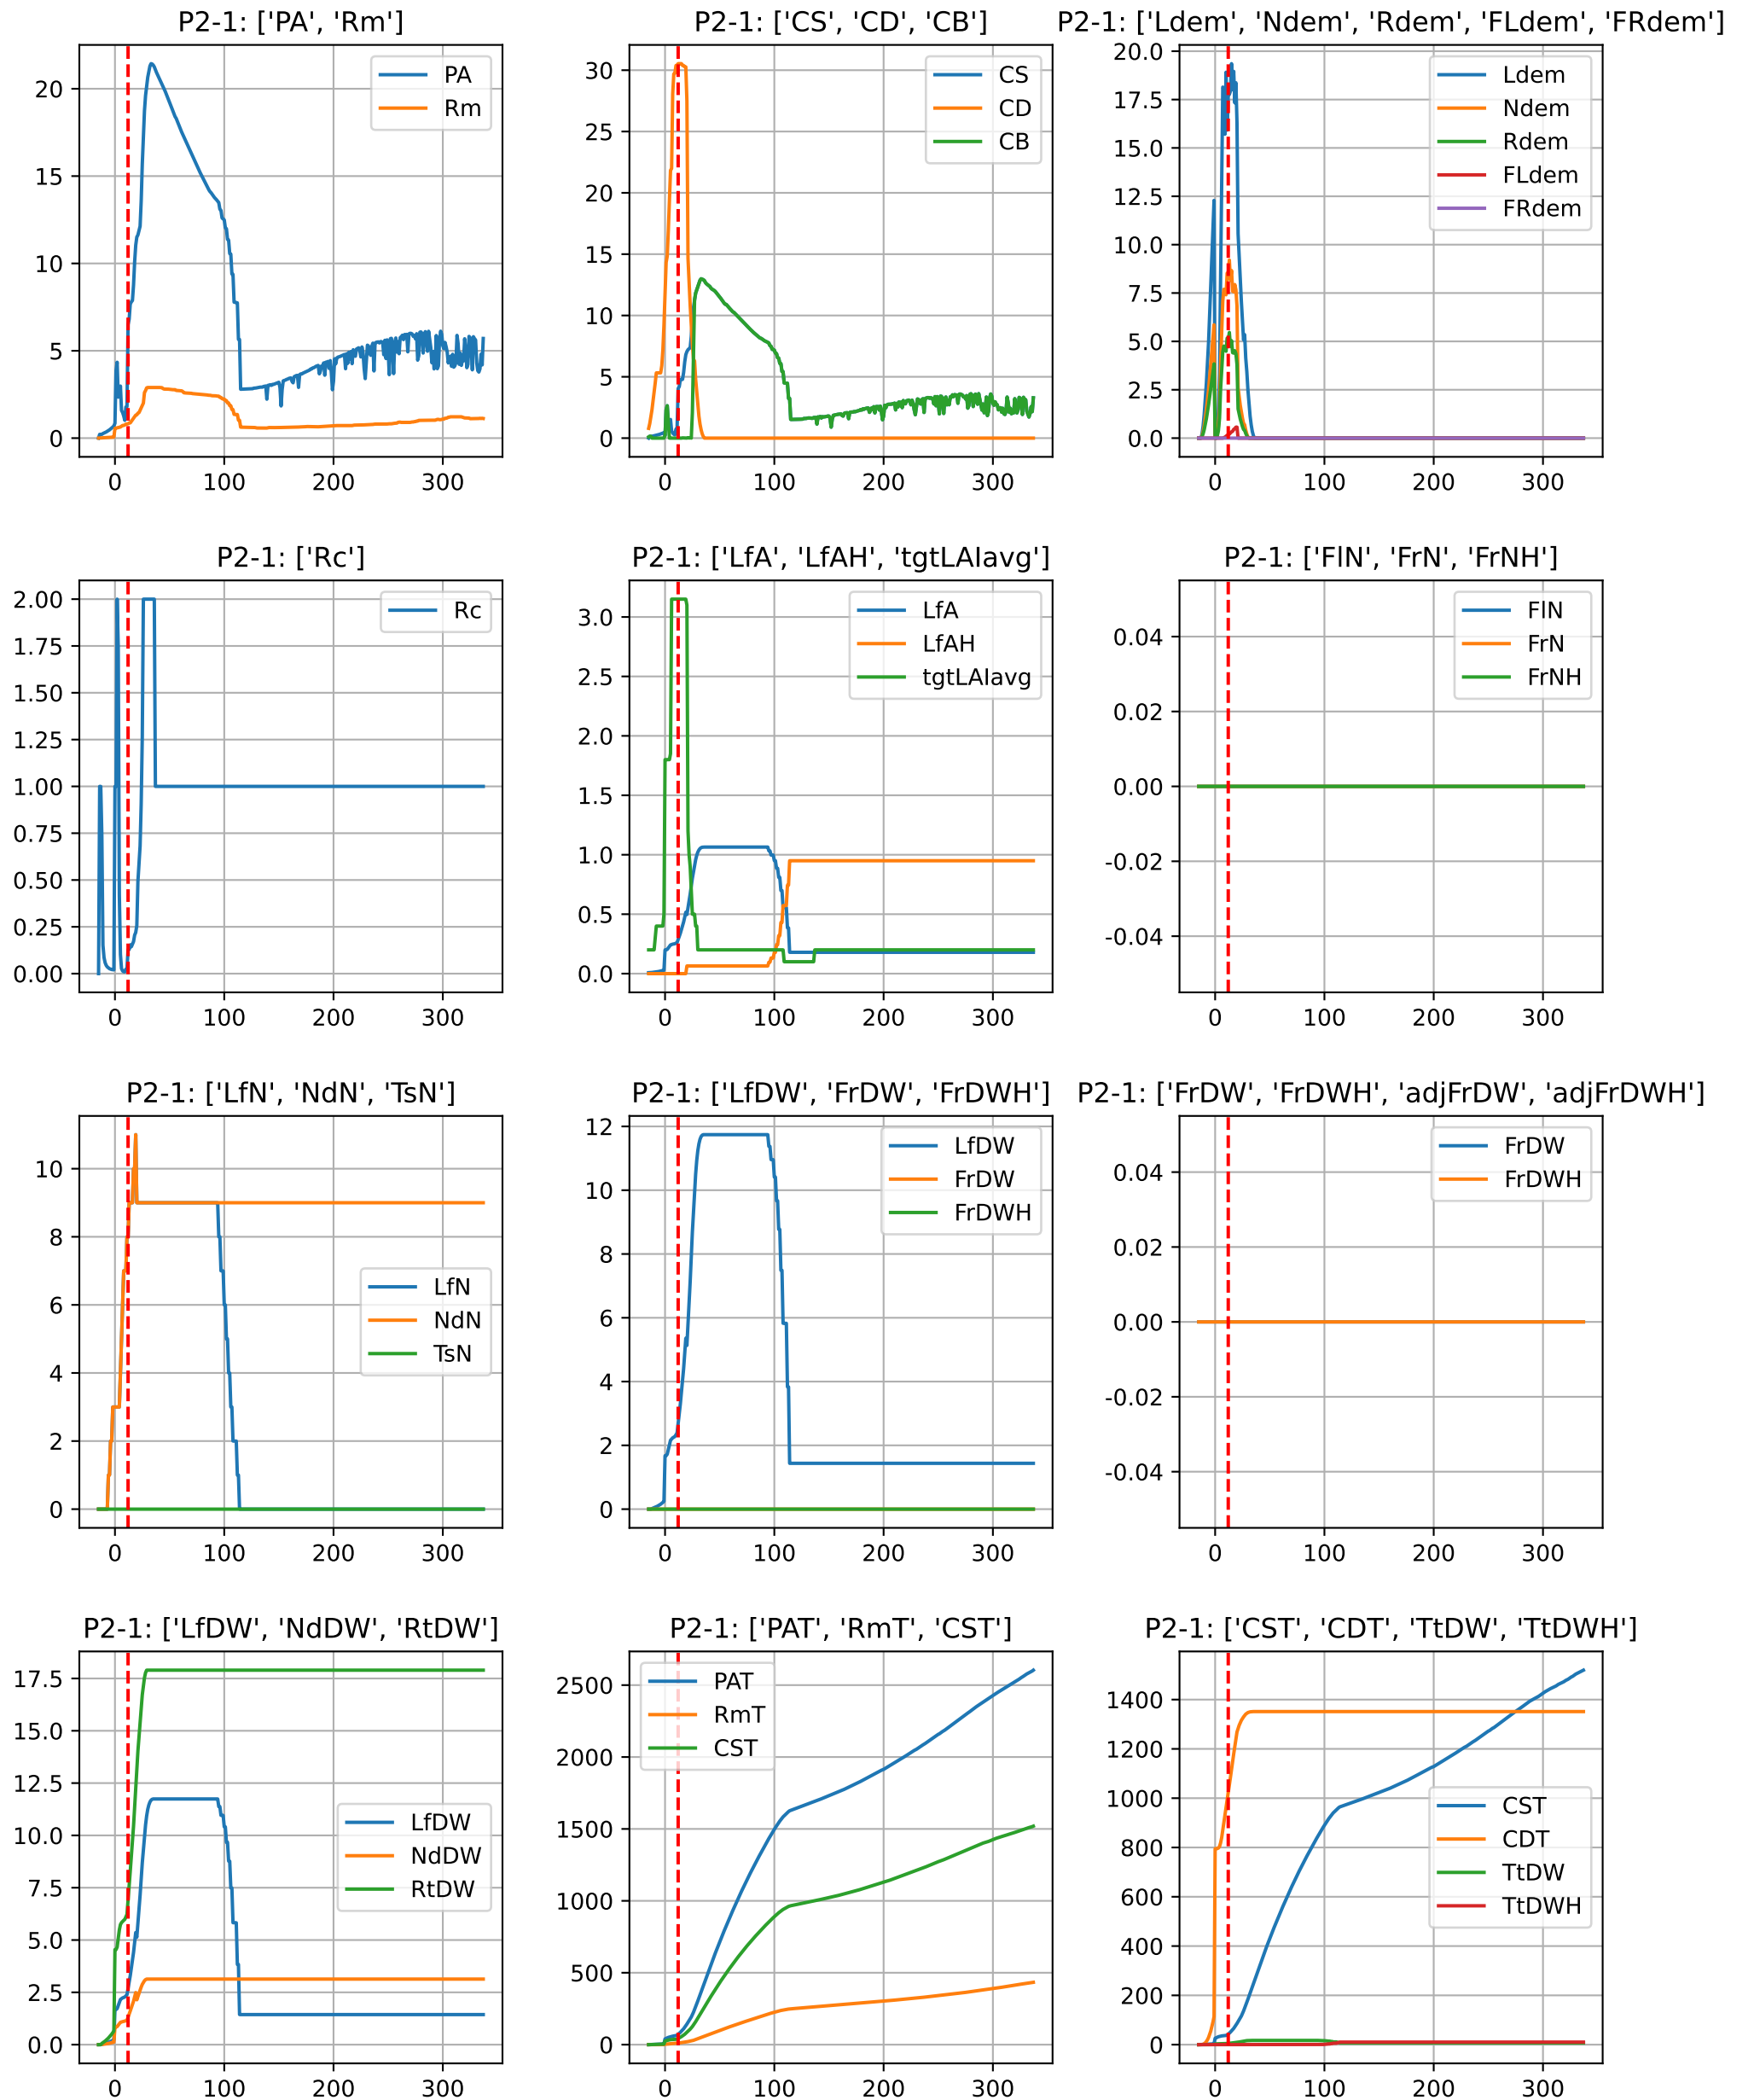 P2-1: ['PA', 'Rm']
PA
Rm
20
15
10
5
0
0 100 200 300
P2-1: ['CS', 'CD', 'CB']
CS
CD
CB
30
25
20
15
10
5
0
0 100 200 300
P2-1: ['Ldem', 'Ndem', 'Rdem', 'FLdem', 'FRdem']
Ldem
Ndem
Rdem
FLdem
FRdem
20.0
17.5
15.0
12.5
10.0
7.5
5.0
2.5
0.0
0 100 200 300
P2-1: ['Rc']
Rc
2.00
1.75
1.50
1.25
1.00
0.75
0.50
0.25
0.00
0 100 200 300
P2-1: ['LfA', 'LfAH', 'tgtLAIavg']
LfA
LfAH
tgtLAIavg
3.0
2.5
2.0
1.5
1.0
0.5
0.0
0 100 200 300
P2-1: ['FlN', 'FrN', 'FrNH']
FlN
FrN
FrNH
0.04
0.02
0.00
-0.02
-0.04
0 100 200 300
P2-1: ['LfN', 'NdN', 'TsN']
LfN
NdN
TsN
10
8
6
4
2
0
0 100 200 300
P2-1: ['LfDW', 'FrDW', 'FrDWH']
LfDW
FrDW
FrDWH
12
10
8
6
4
2
0
0 100 200 300
P2-1: ['FrDW', 'FrDWH', 'adjFrDW', 'adjFrDWH']
FrDW
FrDWH
0.04
0.02
0.00
-0.02
-0.04
0 100 200 300
P2-1: ['LfDW', 'NdDW', 'RtDW']
LfDW
NdDW
RtDW
17.5
15.0
12.5
10.0
7.5
5.0
2.5
0.0
0 100 200 300
P2-1: ['PAT', 'RmT', 'CST']
PAT
RmT
CST
2500
2000
1500
1000
500
0
0 100 200 300
P2-1: ['CST', 'CDT', 'TtDW', 'TtDWH']
CST
CDT
TtDW
TtDWH
1400
1200
1000
800
600
400
200
0
0 100 200 300